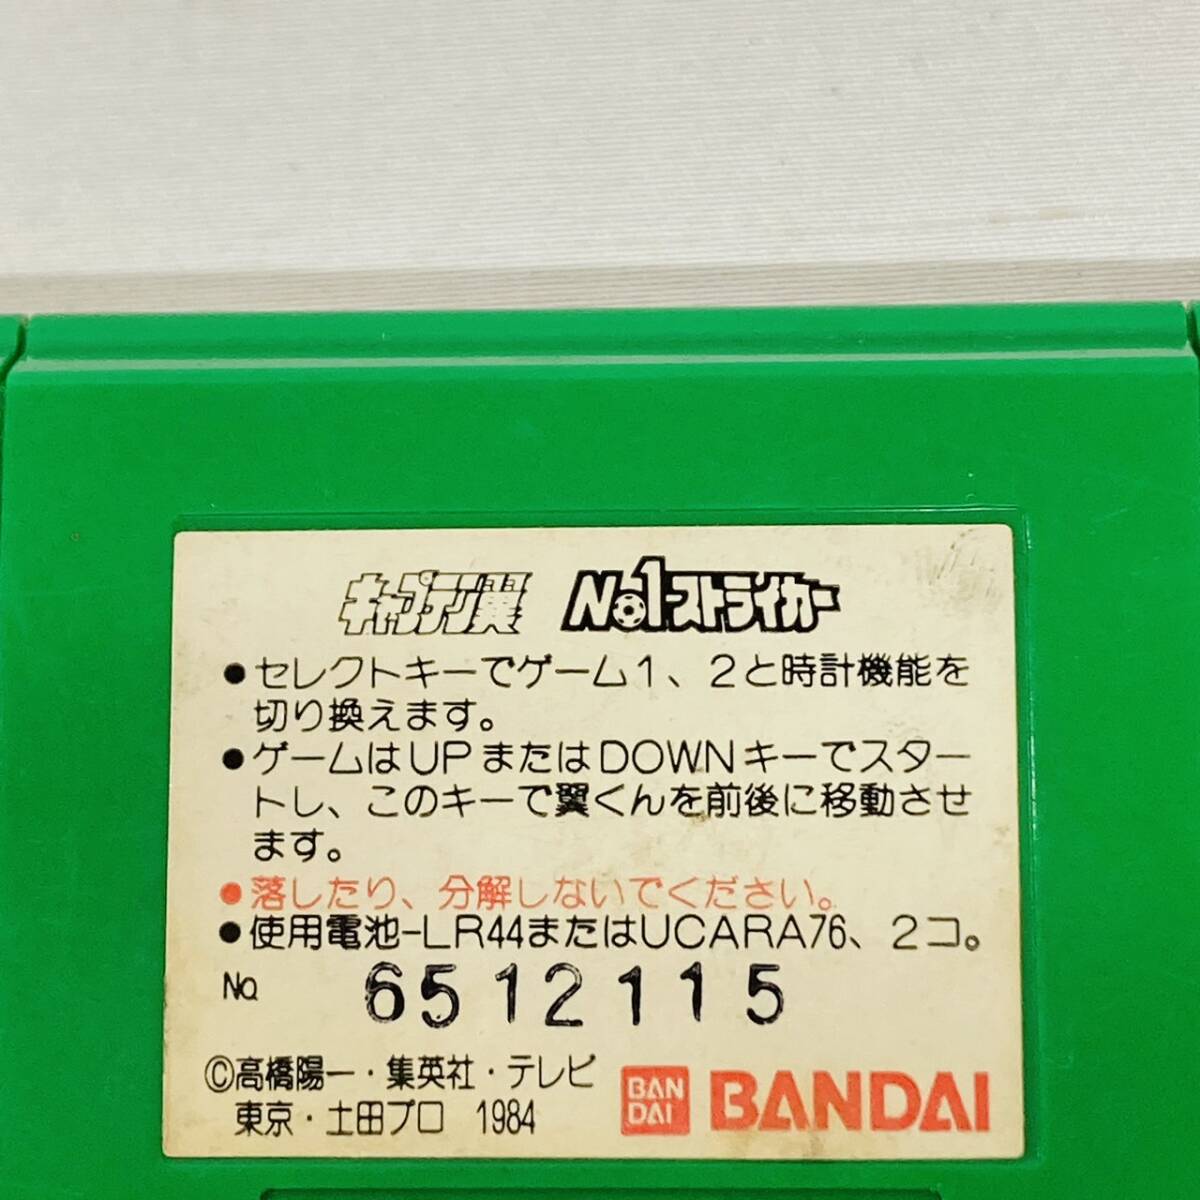 キャプテン翼 No.1ストライカー
●セレクトキーでゲーム1、2と時計機能を
切り換えます。
●ゲームはUPまたはDOWNキーでスター
トし、このキーで翼くんを前後に移動させ
ます。
●落したり、分解しないでください。
●使用電池-LR44またはUCARA76、2コ。
No. 6512115
©高橋陽一・集英社・テレビ
東京・土田プロ 1984
BAN
DAI
BANDAI